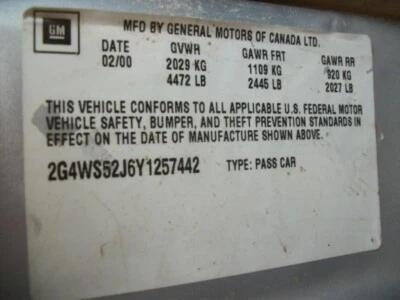 GM
MFD BY GENERAL MOTORS OF CANADA LTD.
DATE GVWR GAWR FRT GAWR RR
02/00 2029 KG 1109 KG 920 KG
4472 LB 2445 LB 2027 LB
THIS VEHICLE CONFORMS TO ALL APPLICABLE U.S. FEDERAL MOTOR
VEHICLE SAFETY, BUMPER, AND THEFT PREVENTION STANDARDS IN
EFFECT ON THE DATE OF MANUFACTURE SHOWN ABOVE.
2G4WS52J6Y1257442 TYPE: PASS CAR